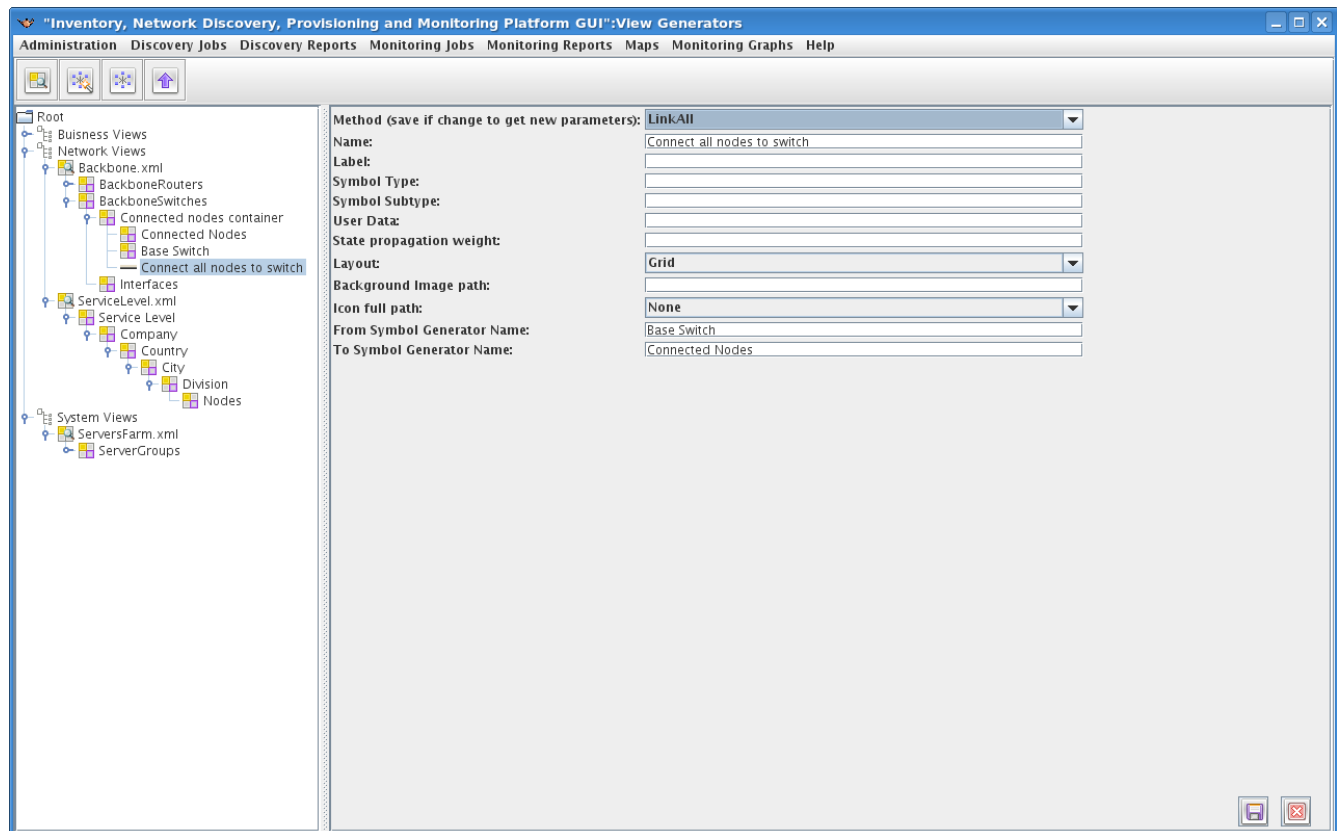 "Inventory, Network Discovery, Provisioning and Monitoring Platform GUI":View Generators
Administration Discovery Jobs Discovery Reports Monitoring Jobs Monitoring Reports Maps Monitoring Graphs Help
Root
Buisness Views
Network Views
Backbone.xml
BackboneRouters
BackboneSwitches
Connected nodes container
Connected Nodes
Base Switch
Connect all nodes to switch
Interfaces
ServiceLevel.xml
Service Level
Company
Country
City
Division
Nodes
System Views
ServersFarm.xml
ServerGroups
Method (save if change to get new parameters): LinkAll
Name: Connect all nodes to switch
Label:
Symbol Type:
Symbol Subtype:
User Data:
State propagation weight:
Layout: Grid
Background Image path:
Icon full path: None
From Symbol Generator Name: Base Switch
To Symbol Generator Name: Connected Nodes